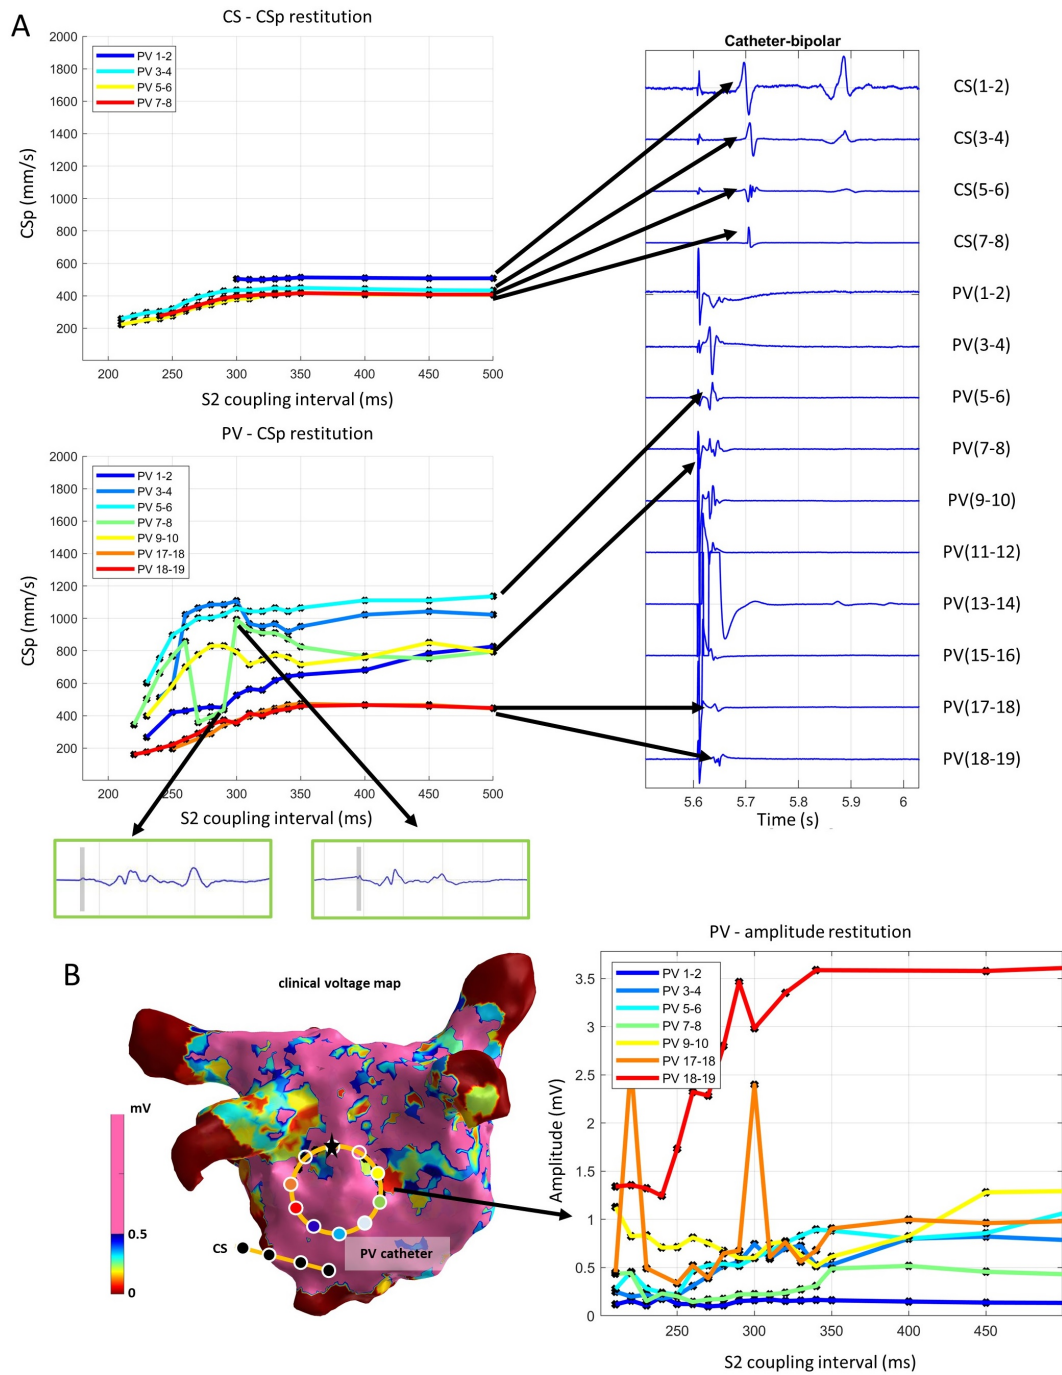 A
CS - CSp restitution
2000
1800
1600
1400
1200
1000
800
600
400
200
CSp (mm/s)
PV 1-2
PV 3-4
PV 5-6
PV 7-8
200 250 300 350 400 450 500
S2 coupling interval (ms)
Catheter-bipolar
CS(1-2)
CS(3-4)
CS(5-6)
CS(7-8)
PV(1-2)
PV(3-4)
PV(5-6)
PV(7-8)
PV(9-10)
PV(11-12)
PV(13-14)
PV(15-16)
PV(17-18)
PV(18-19)
5.6 5.7 5.8 5.9 6
Time (s)
PV - CSp restitution
2000
1800
1600
1400
1200
1000
800
600
400
200
CSp (mm/s)
PV 1-2
PV 3-4
PV 5-6
PV 7-8
PV 9-10
PV 17-18
PV 18-19
200 250 300 350 400 450 500
S2 coupling interval (ms)
B
clinical voltage map
mV
0.5
0
CS
PV catheter
PV - amplitude restitution
3.5
3
2.5
2
1.5
1
0.5
0
Amplitude (mV)
PV 1-2
PV 3-4
PV 5-6
PV 7-8
PV 9-10
PV 17-18
PV 18-19
250 300 350 400 450
S2 coupling interval (ms)